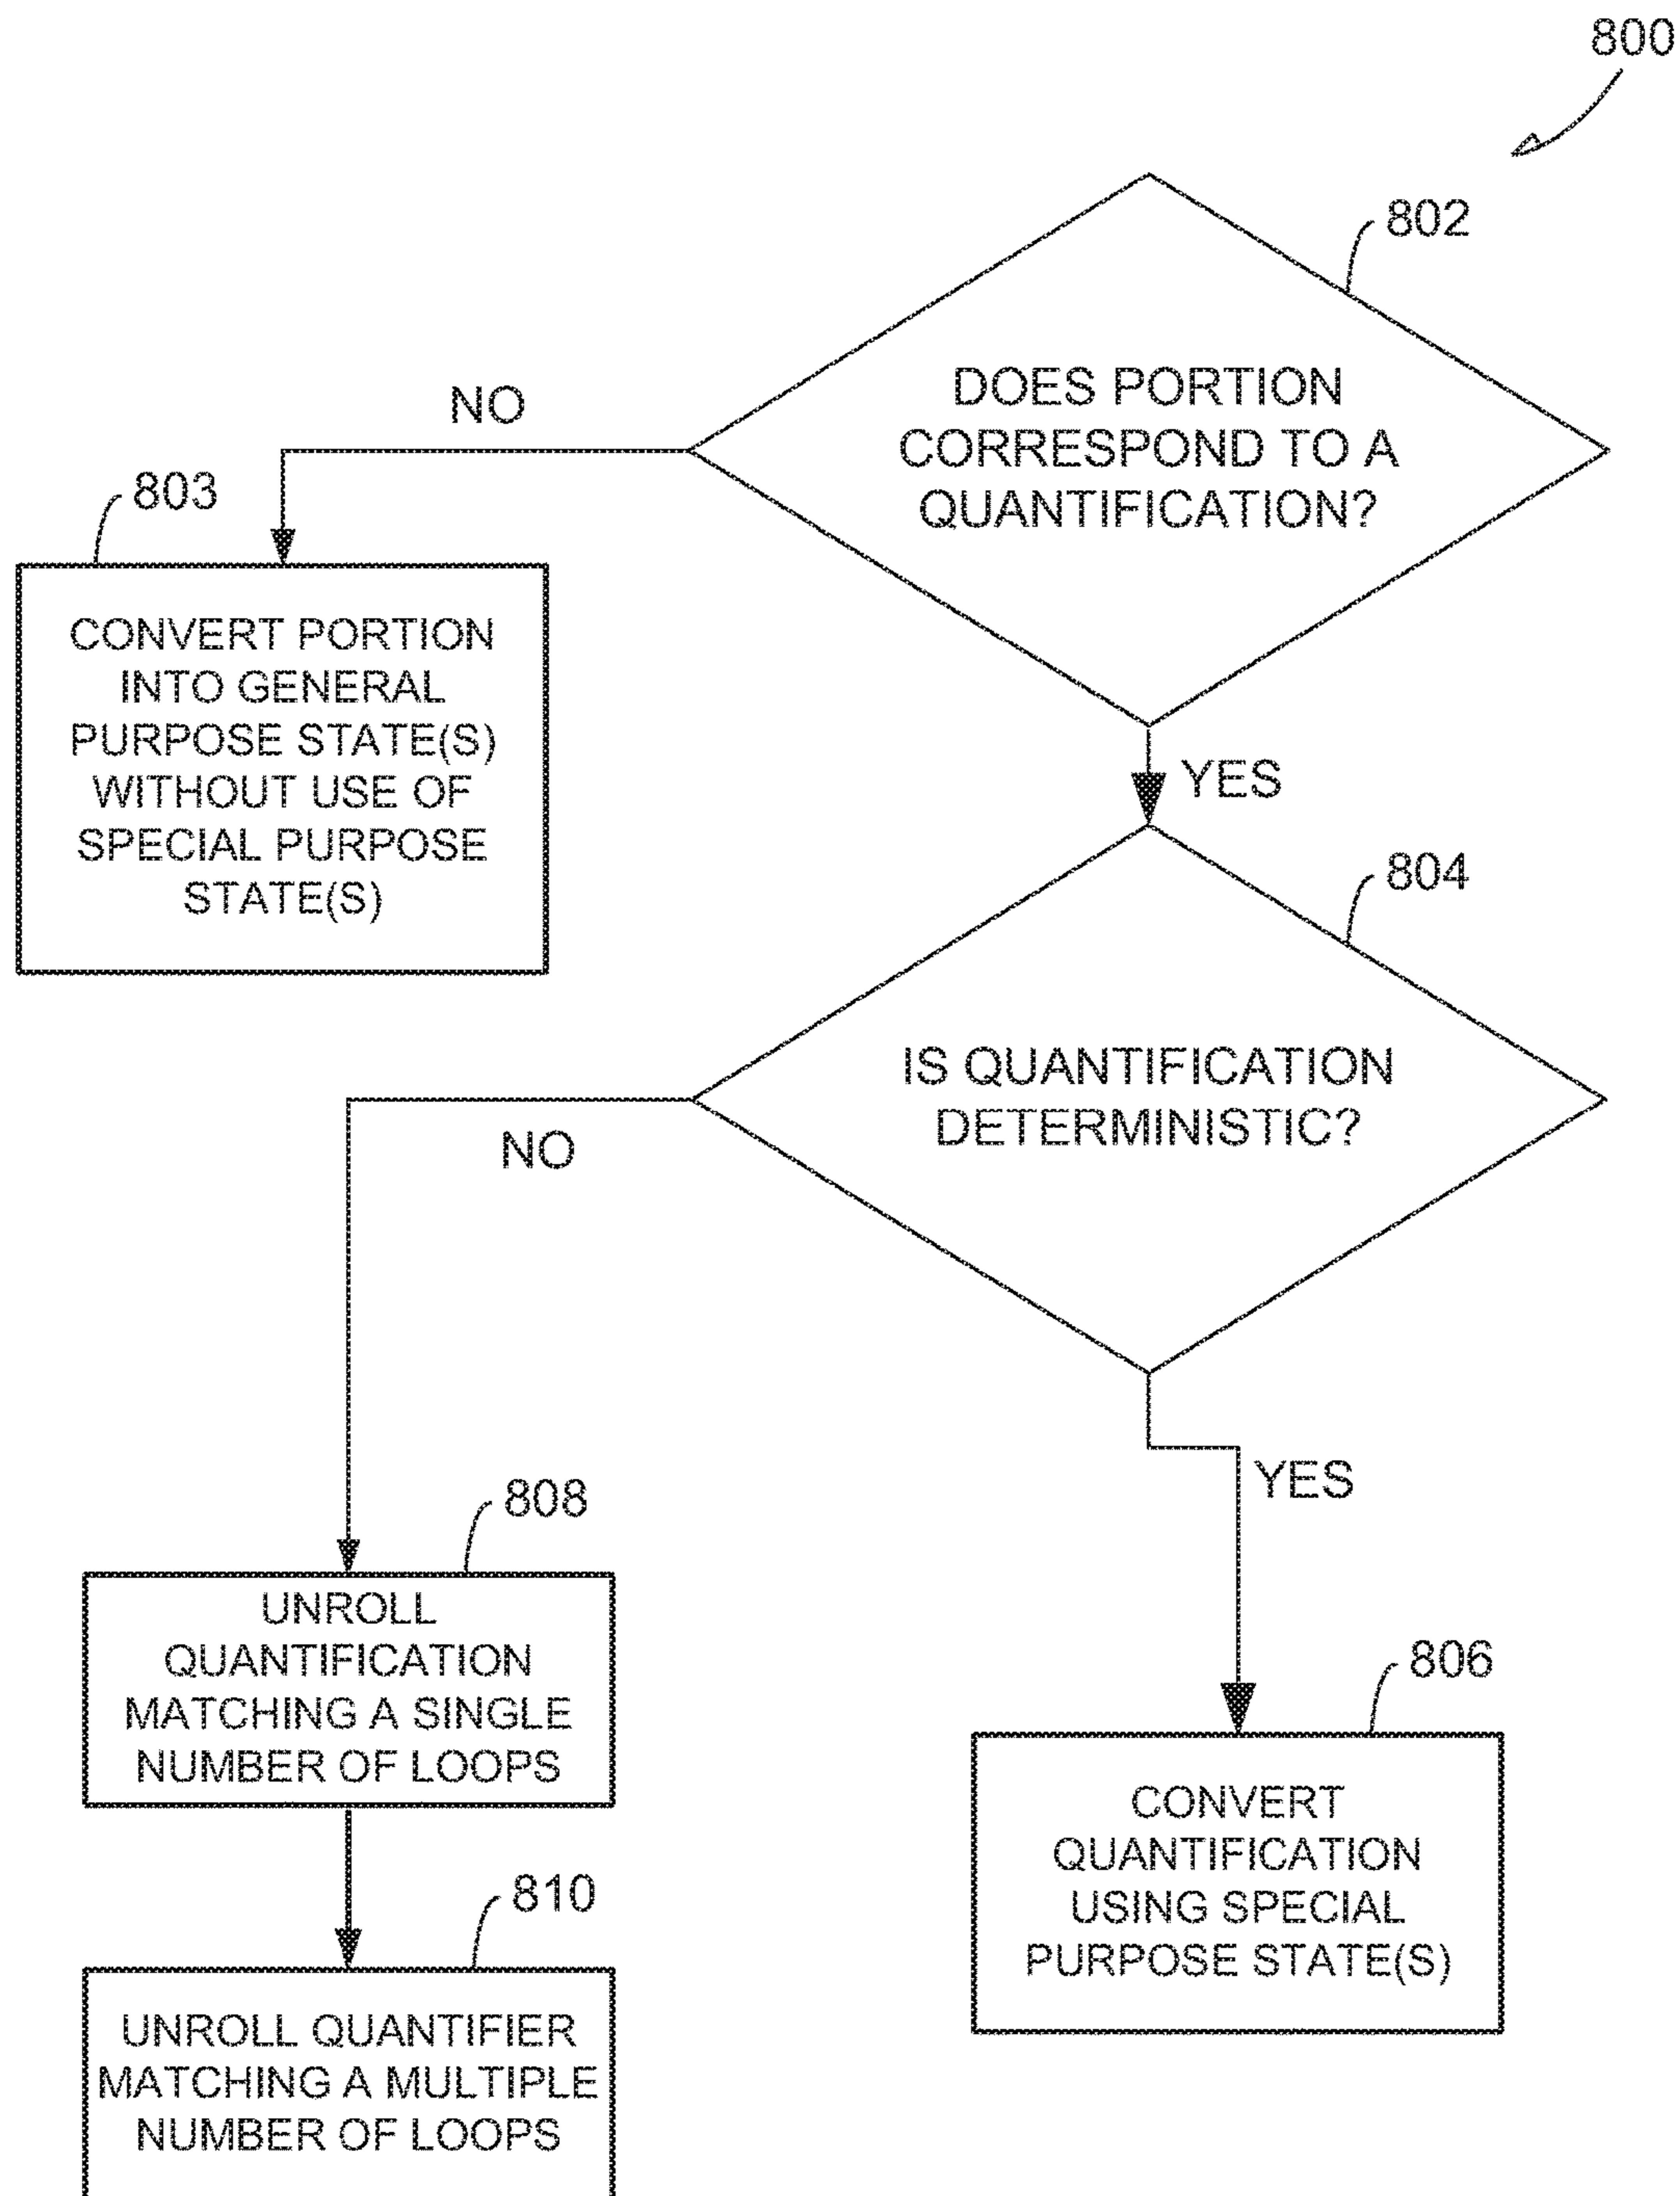 800
802
DOES PORTION
CORRESPOND TO A
QUANTIFICATION?
NO
803
CONVERT PORTION
INTO GENERAL
PURPOSE STATE(S)
WITHOUT USE OF
SPECIAL PURPOSE
STATE(S)
YES
804
IS QUANTIFICATION
DETERMINISTIC?
NO
YES
808
UNROLL
QUANTIFICATION
MATCHING A SINGLE
NUMBER OF LOOPS
806
CONVERT
QUANTIFICATION
USING SPECIAL
PURPOSE STATE(S)
810
UNROLL QUANTIFIER
MATCHING A MULTIPLE
NUMBER OF LOOPS